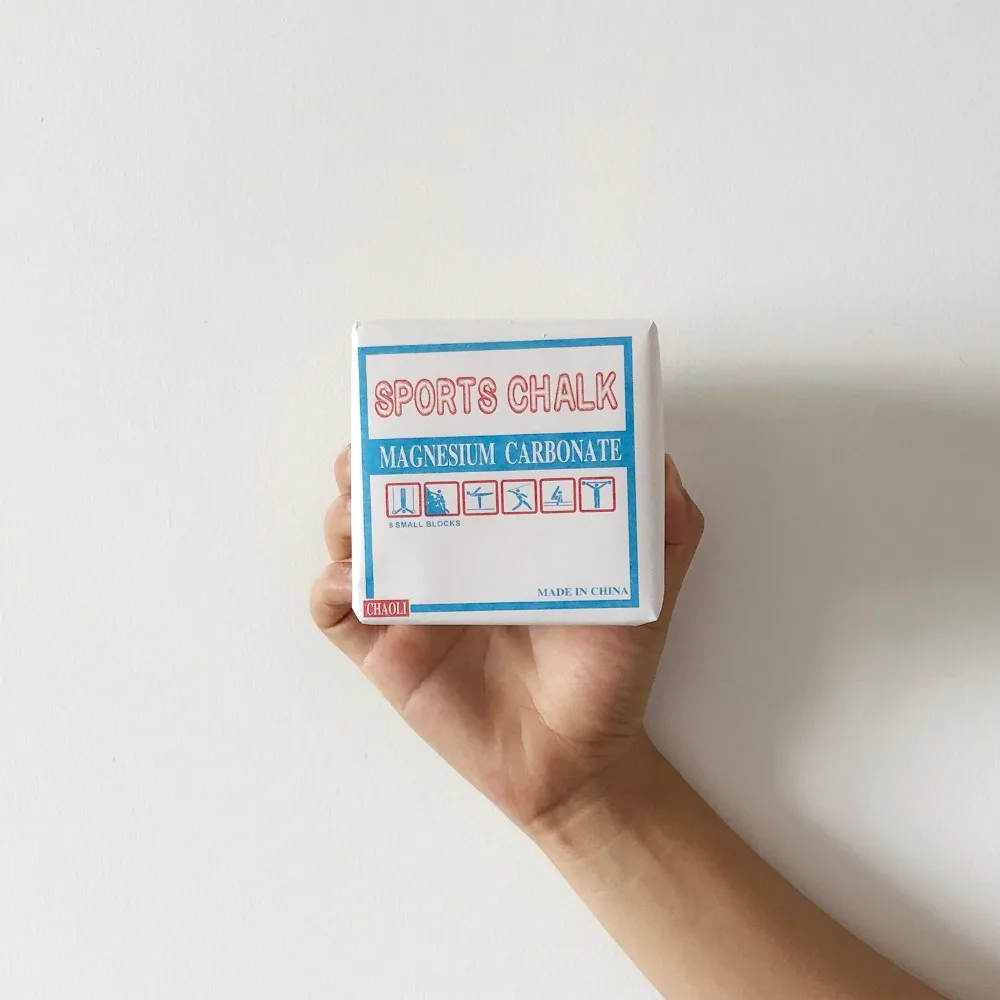 SPORTS CHALK
MAGNESIUM CARBONATE
8 SMALL BLOCKS
MADE IN CHINA
CHAOLI